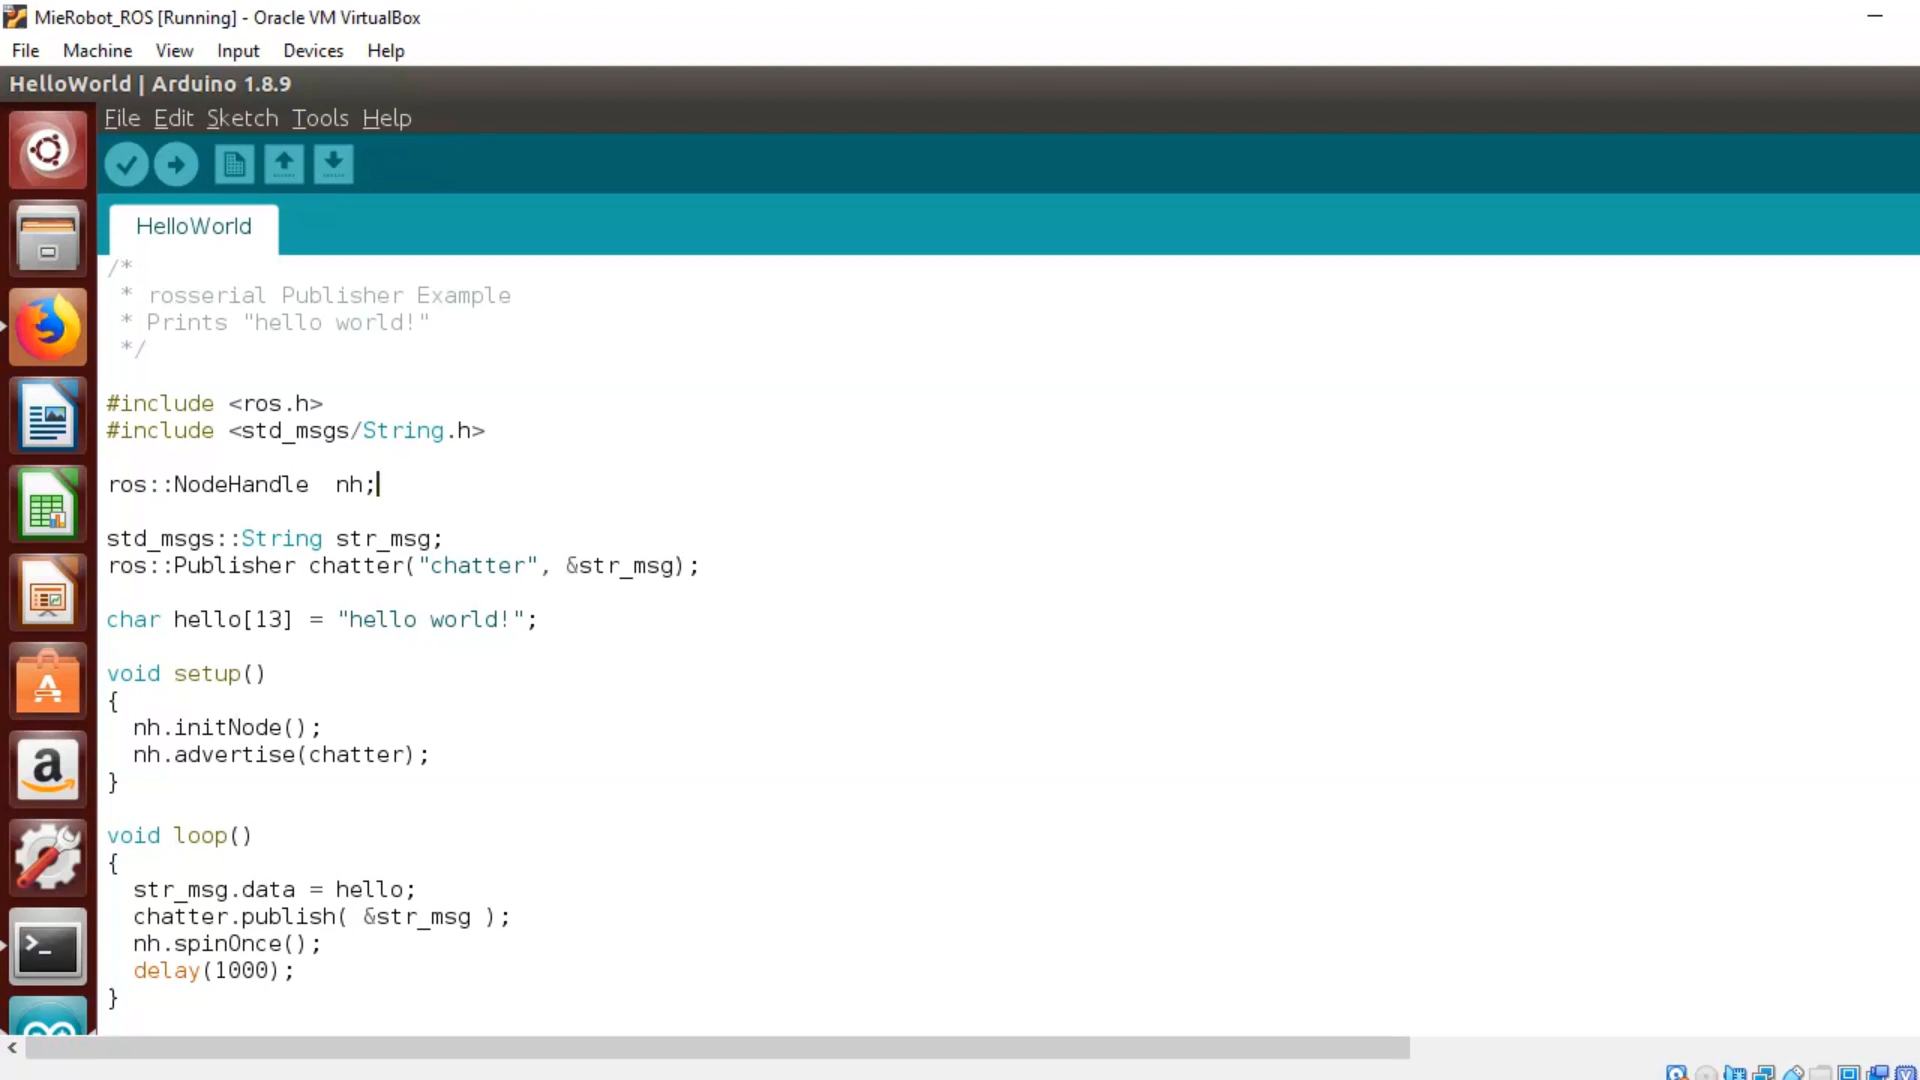 MieRobot_ROS [Running] - Oracle VM VirtualBox
File Machine View Input Devices Help
HelloWorld | Arduino 1.8.9
File Edit Sketch Tools Help
HelloWorld
/*
 * rosserial Publisher Example
 * Prints "hello world!"
 */
#include <ros.h>
#include <std_msgs/String.h>
ros::NodeHandle  nh;
std_msgs::String str_msg;
ros::Publisher chatter("chatter", &str_msg);
char hello[13] = "hello world!";
void setup()
{
  nh.initNode();
  nh.advertise(chatter);
}
void loop()
{
  str_msg.data = hello;
  chatter.publish( &str_msg );
  nh.spinOnce();
  delay(1000);
}